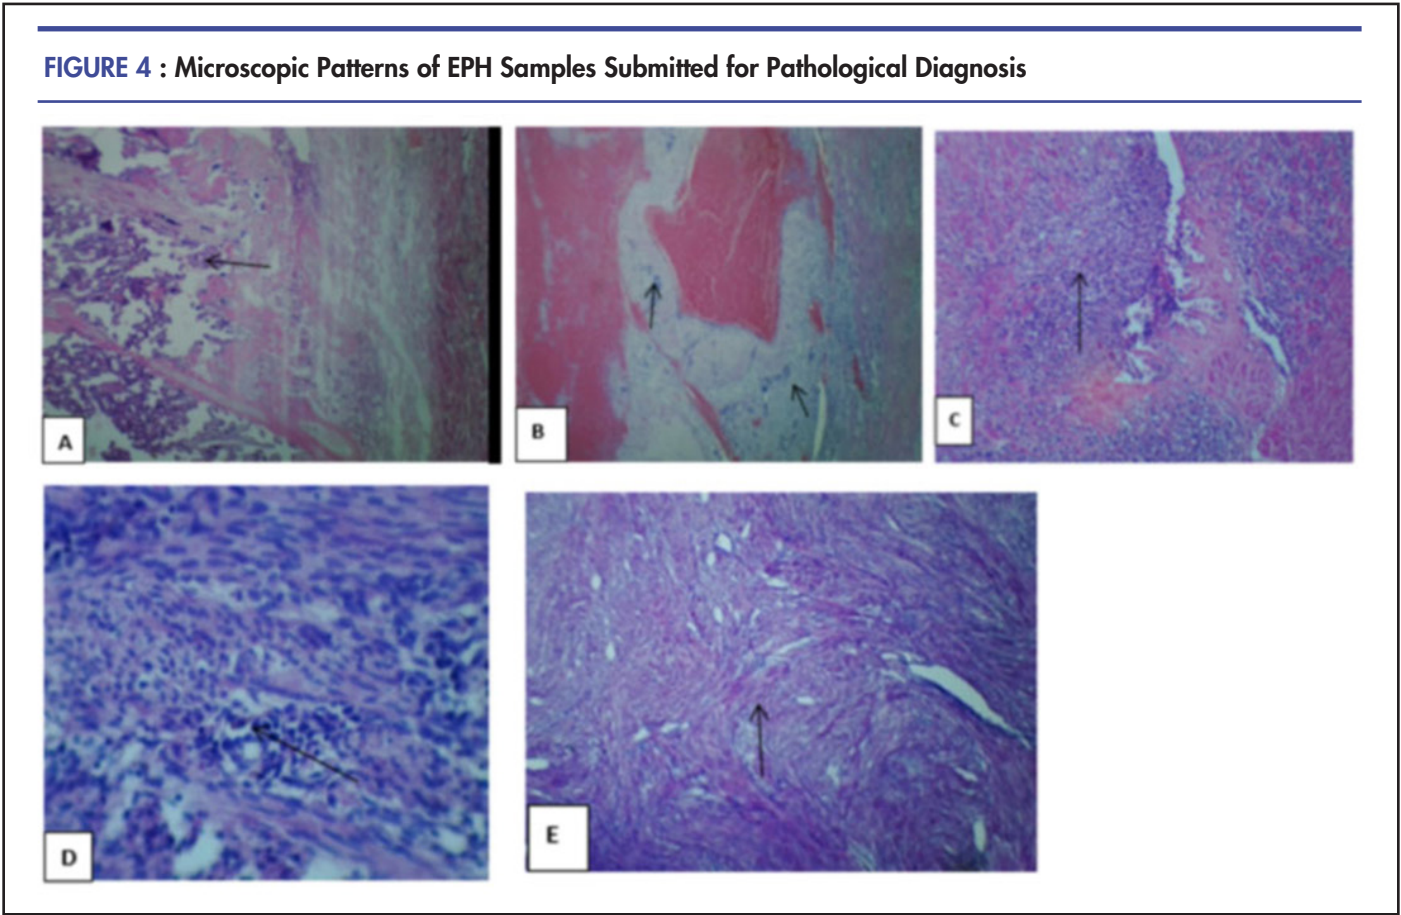 FIGURE 4 : Microscopic Patterns of EPH Samples Submitted for Pathological Diagnosis
A
B
C
D
E